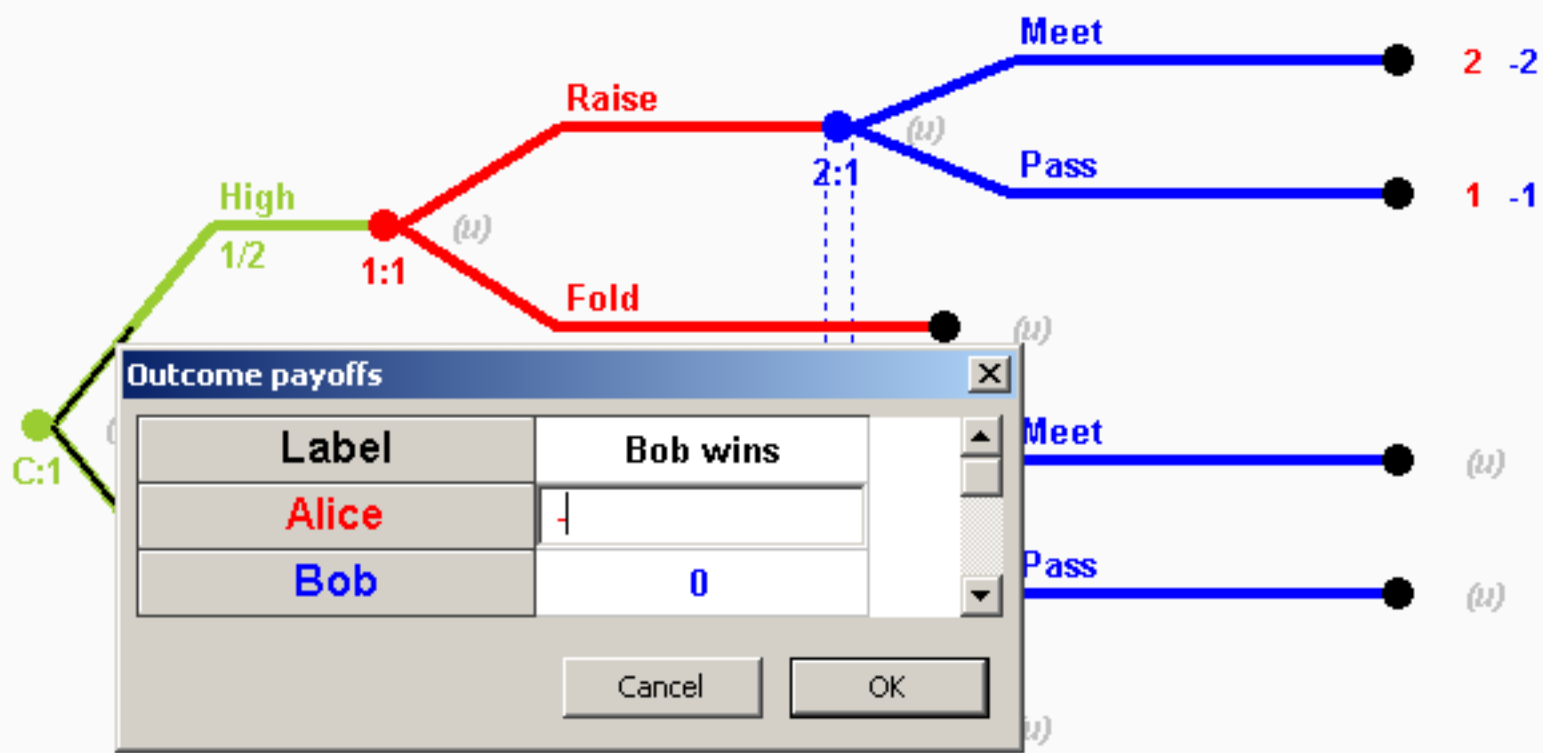 Meet
2 -2
Raise
(u)
Pass
2:1
1 -1
High
(u)
1/2
1:1
Fold
(u)
Outcome payoffs
Label Bob wins
Meet
C:1
(u)
Alice -
Pass
Bob 0
(u)
Cancel OK
(u)